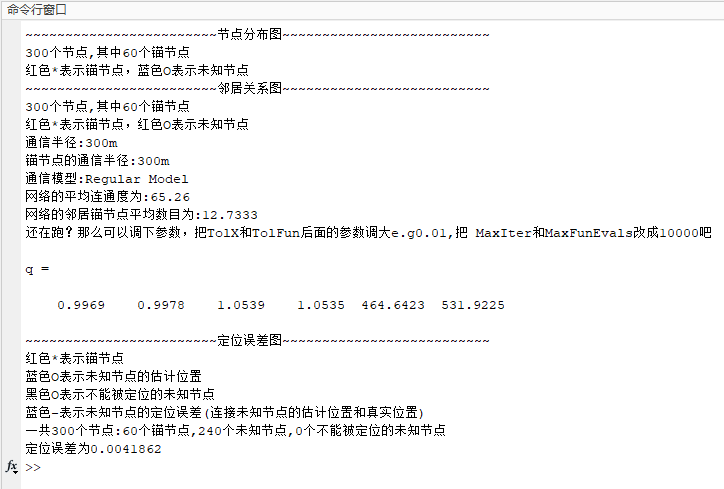 命令行窗口
~~~~~~~~~~~~~~~~~~~~~~~~节点分布图~~~~~~~~~~~~~~~~~~~~~~~~~~
300个节点,其中60个锚节点
红色*表示锚节点，蓝色O表示未知节点
~~~~~~~~~~~~~~~~~~~~~~~~邻居关系图~~~~~~~~~~~~~~~~~~~~~~~~~~
300个节点,其中60个锚节点
红色*表示锚节点，红色O表示未知节点
通信半径:300m
锚节点的通信半径:300m
通信模型:Regular Model
网络的平均连通度为:65.26
网络的邻居锚节点平均数目为:12.7333
还在跑？那么可以调下参数，把TolX和TolFun后面的参数调大e.g0.01,把 MaxIter和MaxFunEvals改成10000吧
q =
0.9969 0.9978 1.0539 1.0535 464.6423 531.9225
~~~~~~~~~~~~~~~~~~~~~~~~定位误差图~~~~~~~~~~~~~~~~~~~~~~~~~~
红色*表示锚节点
蓝色O表示未知节点的估计位置
黑色O表示不能被定位的未知节点
蓝色-表示未知节点的定位误差(连接未知节点的估计位置和真实位置)
一共300个节点:60个锚节点,240个未知节点,0个不能被定位的未知节点
定位误差为0.0041862
fx >>